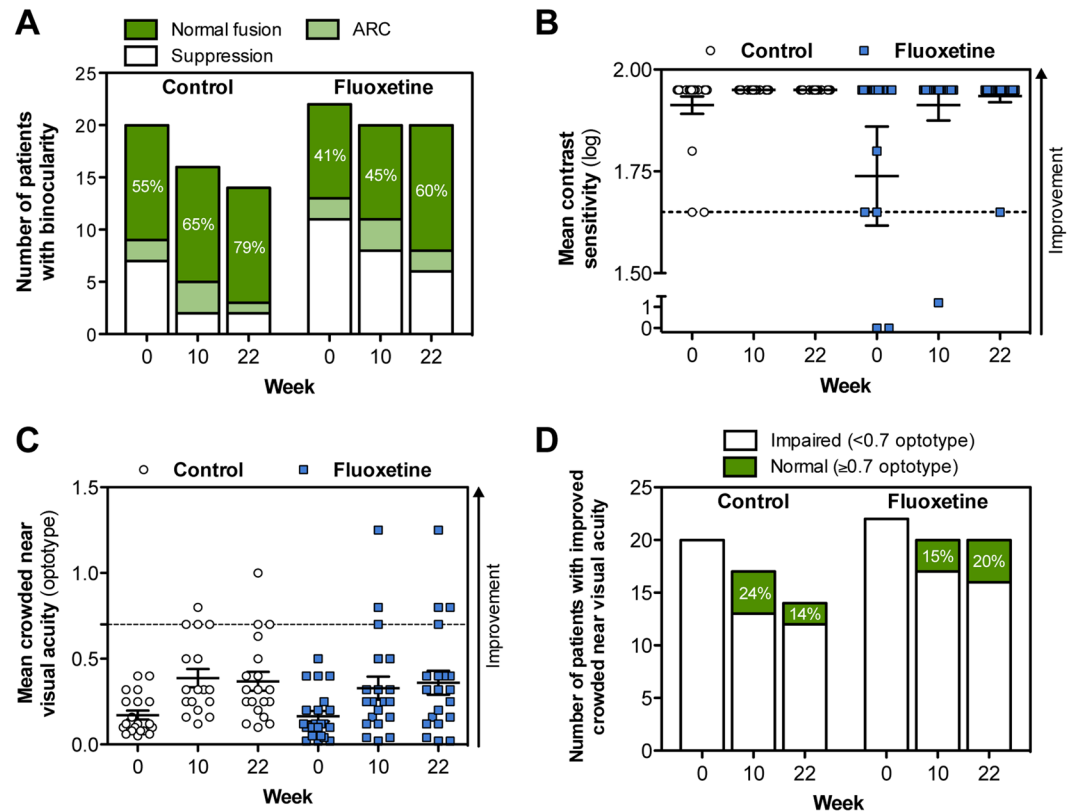 A
Normal fusion
ARC
Suppression
Control
Fluoxetine
Number of patients
with binocularity
25
20
15
10
5
0
55%
65%
79%
41%
45%
60%
0
10
22
0
10
22
Week
B
Control
Fluoxetine
Mean contrast
sensitivity (log)
2.00
1.75
1.50
1
0
0
10
22
0
10
22
Week
Improvement
C
Control
Fluoxetine
Mean crowded near
visual acuity (optotype)
1.5
1.0
0.5
0.0
0
10
22
0
10
22
Week
Improvement
D
Impaired (<0.7 optotype)
Normal (≥0.7 optotype)
Control
Fluoxetine
Number of patients with improved
crowded near visual acuity
25
20
15
10
5
0
24%
14%
15%
20%
0
10
22
0
10
22
Week